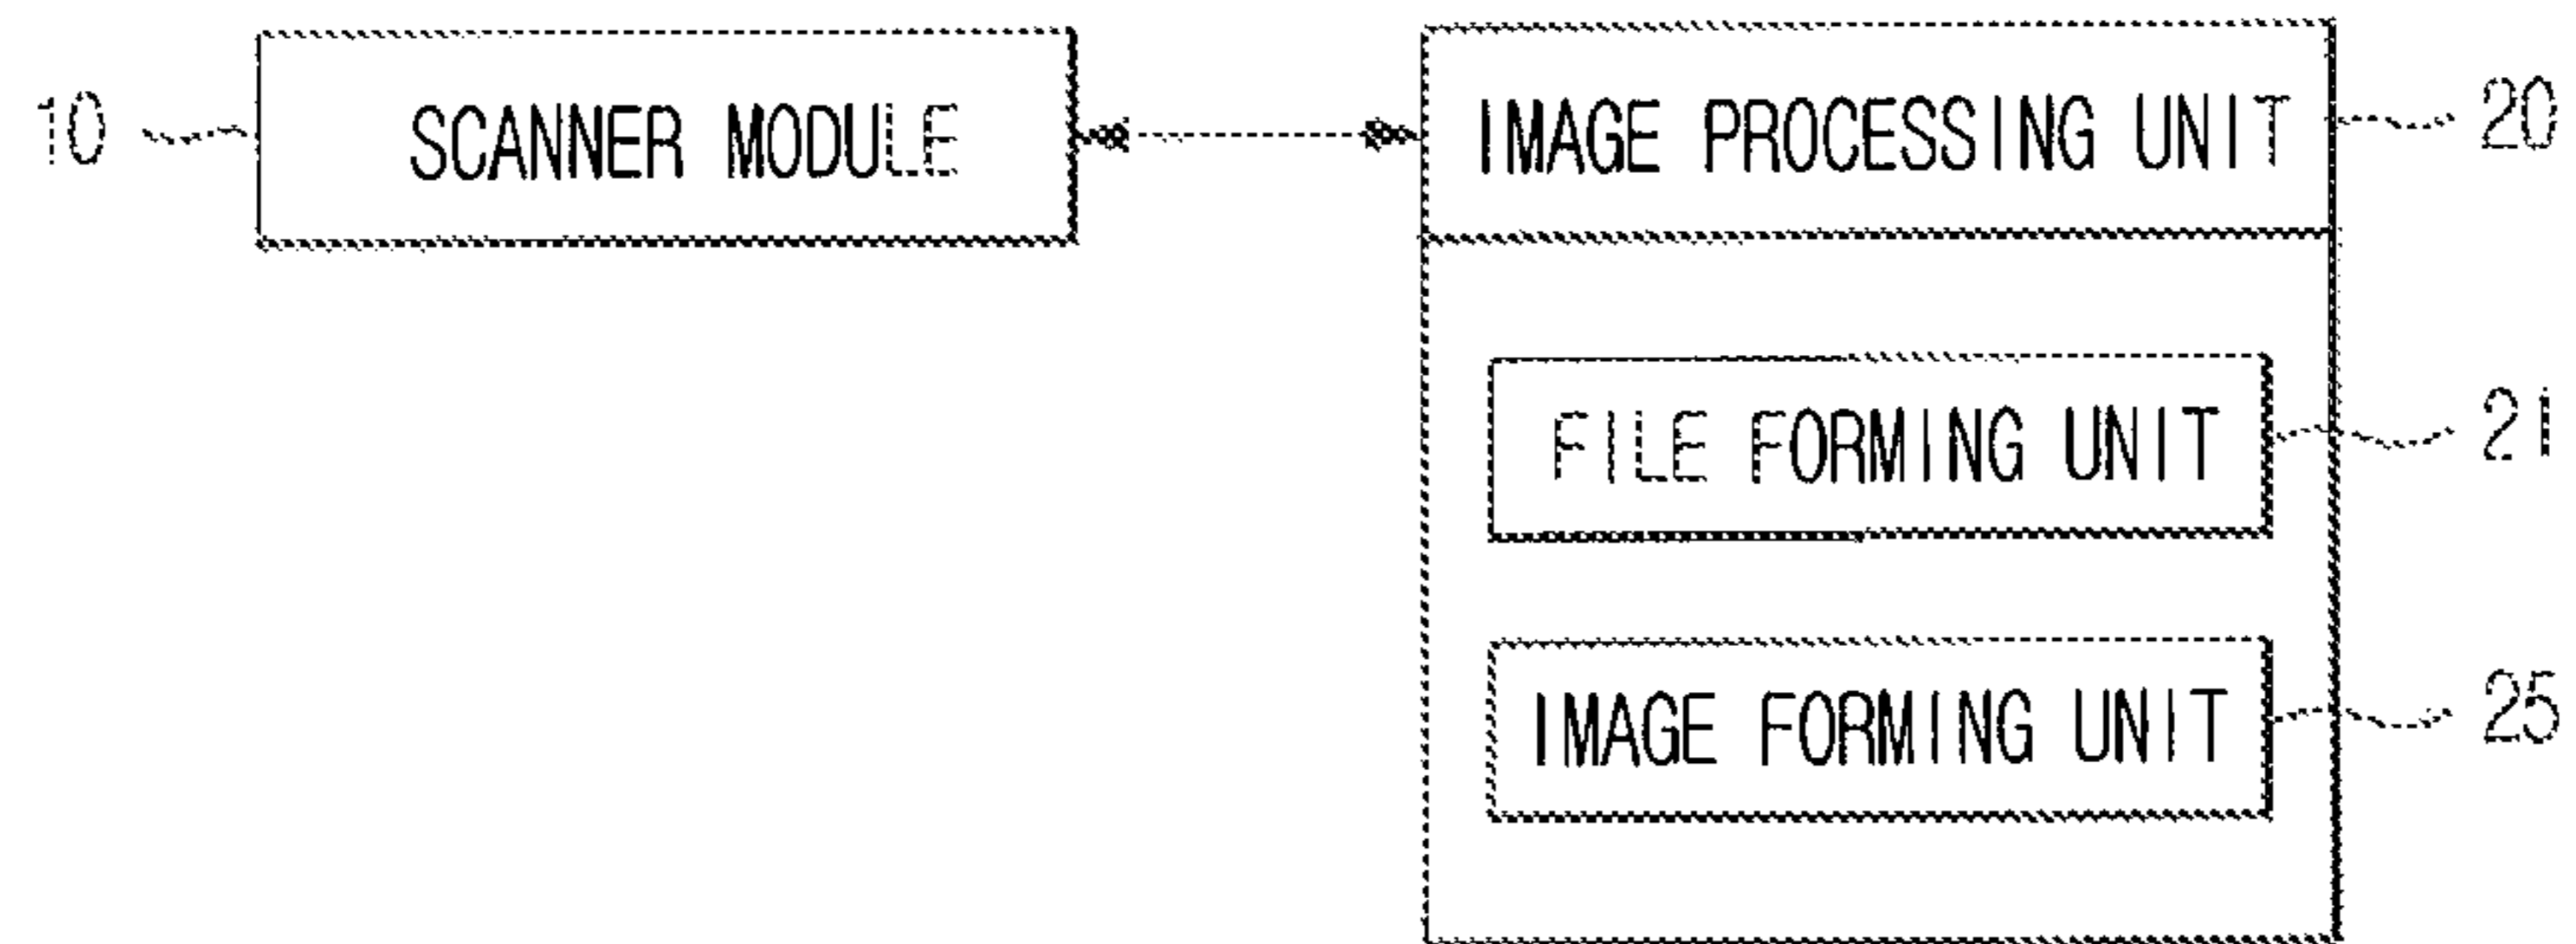 10 SCANNER MODULE IMAGE PROCESSING UNIT 20
FILE FORMING UNIT 21
IMAGE FORMING UNIT 25